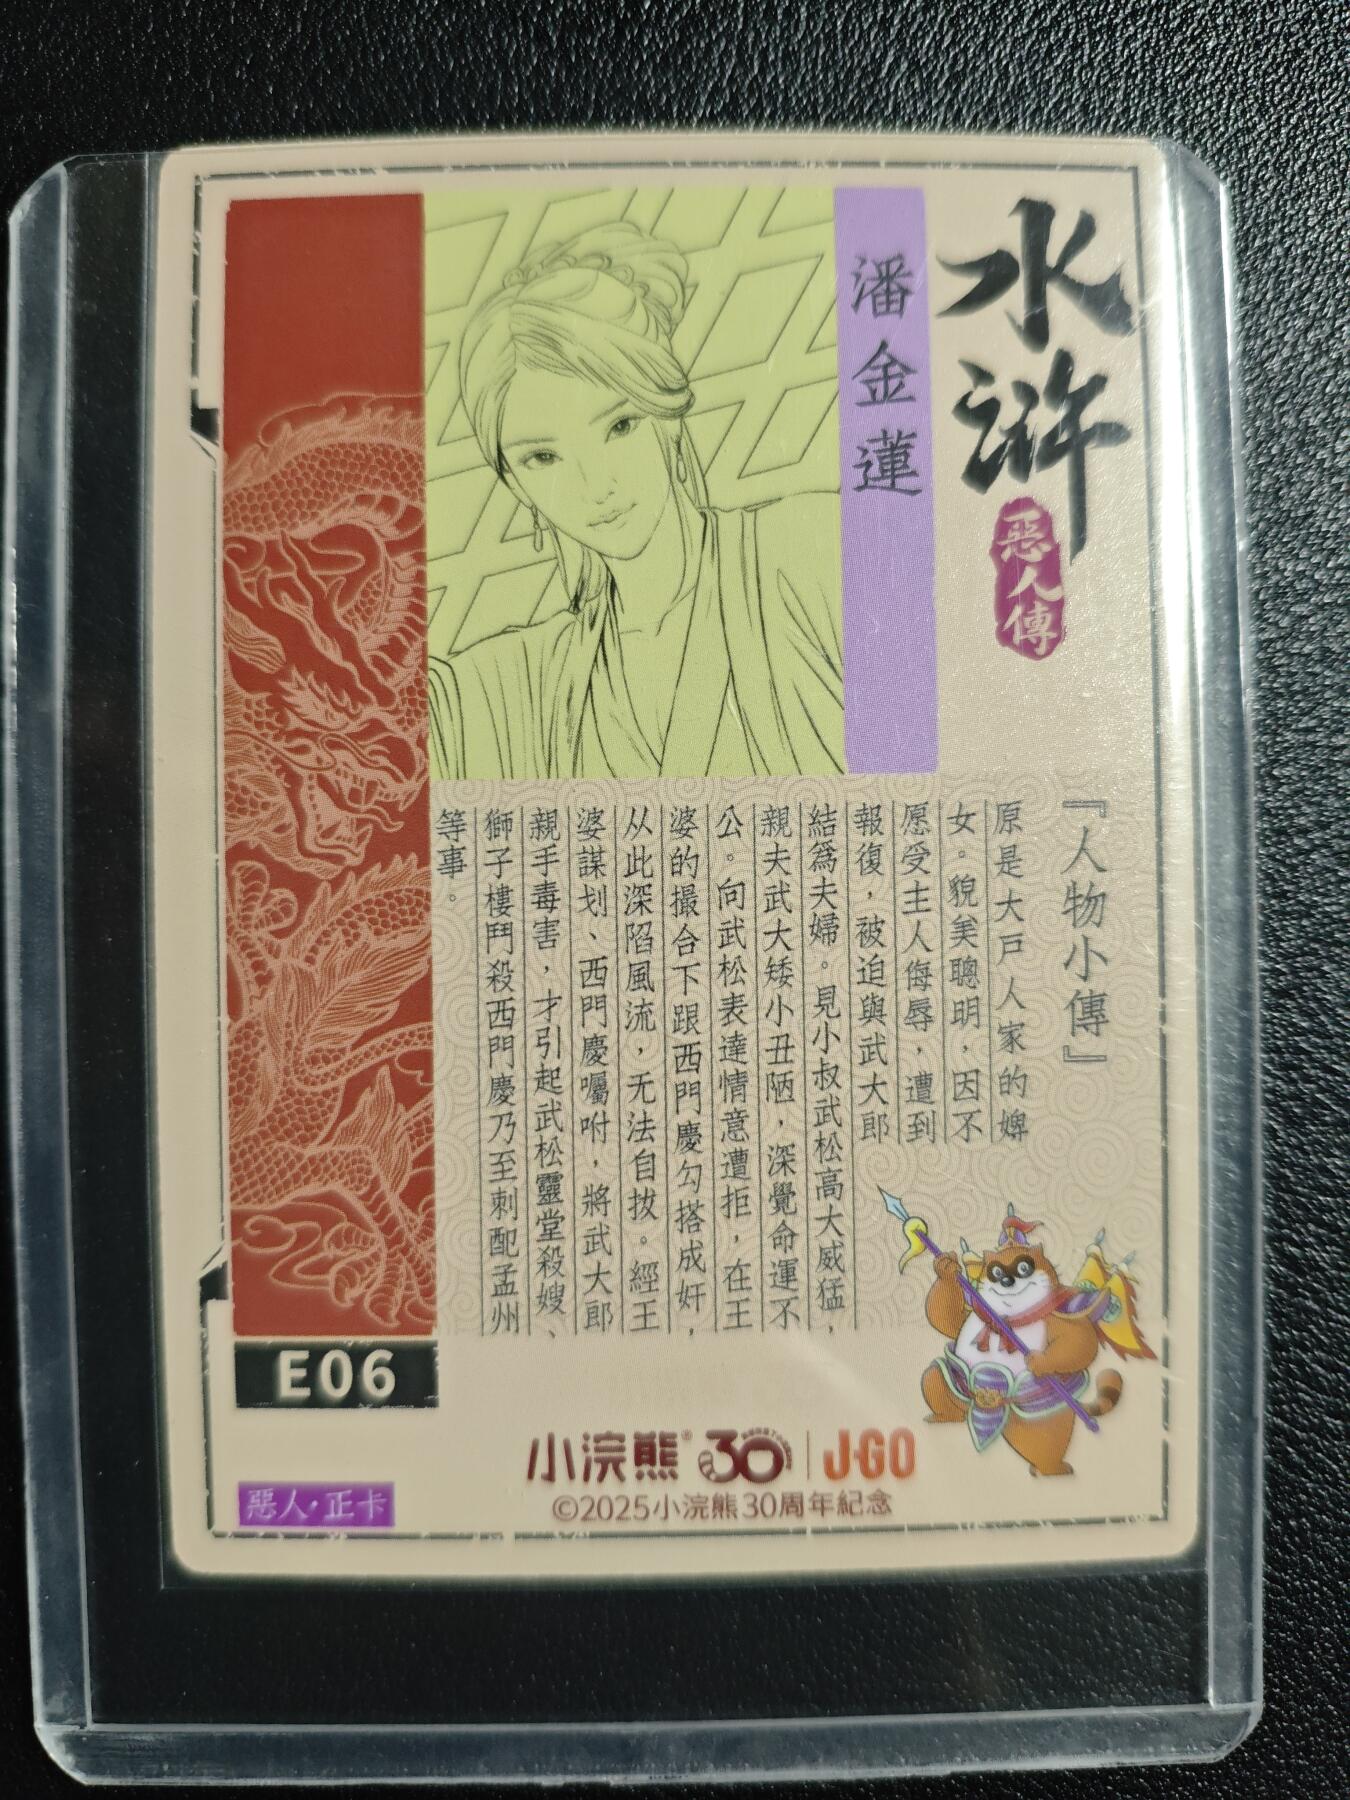 水滸
惡人傳
潘金蓮
『人物小傳』
原是大戸人家的婢
女。貌美聰明，因不
愿受主人侮辱，遭到
報復，被迫與武大郎
結爲夫婦。見小叔武松高大威猛，
親夫武大矮小丑陋，深覺命運不
公。向武松表達情意遭拒，在王
婆的撮合下跟西門慶勾搭成奸，
从此深陷風流，无法自拔。經王
婆謀划、西門慶囑咐，將武大郎
親手毒害，才引起武松靈堂殺嫂、
獅子樓鬥殺西門慶乃至刺配孟州
等事。
E06
惡人·正卡
小浣熊® 30 J·GO
©2025小浣熊30周年紀念